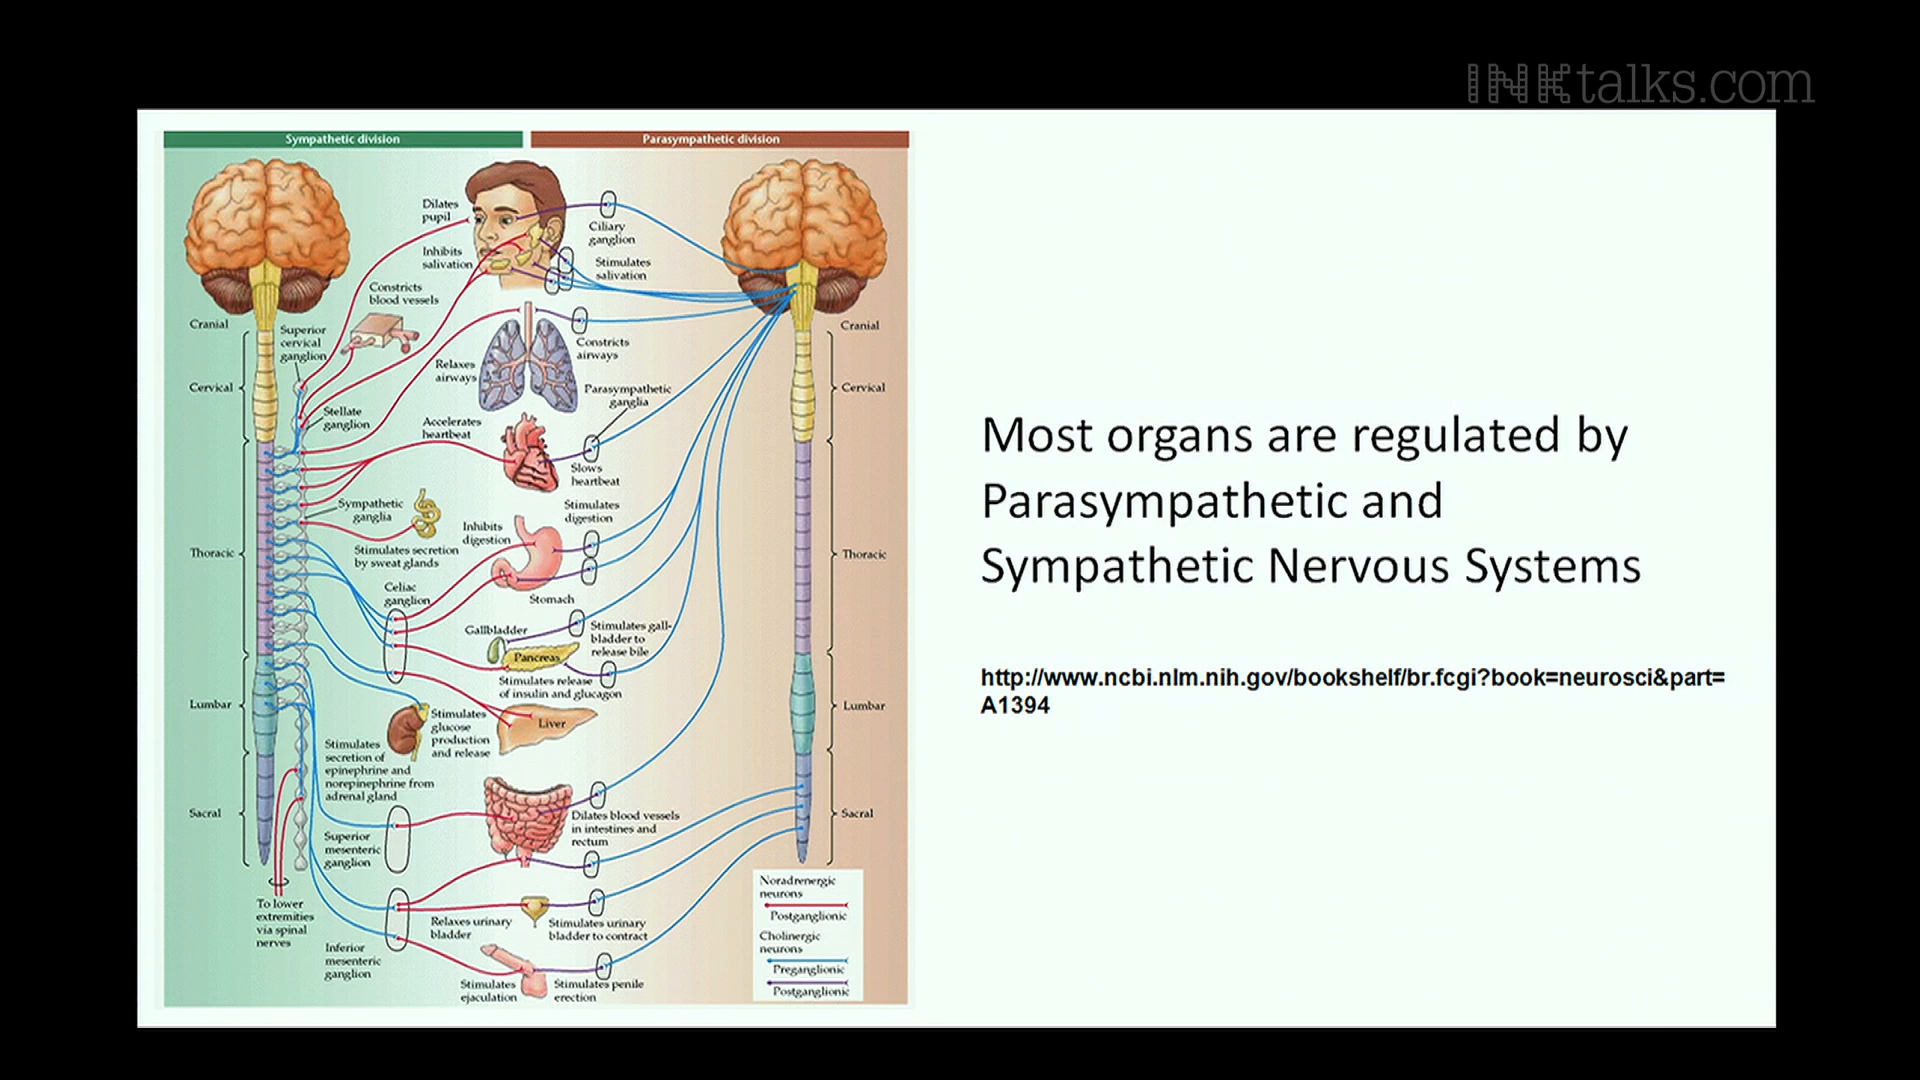 INKtalks.com
Sympathetic division
Parasympathetic division
Dilates
pupil
Ciliary
ganglion
Inhibits
salivation
Stimulates
salivation
Constricts
blood vessels
Cranial
Superior
cervical
ganglion
Cranial
Constricts
airways
Relaxes
airways
Cervical
Parasympathetic
ganglia
Cervical
Stellate
ganglion
Accelerates
heartbeat
Slows
heartbeat
Sympathetic
ganglia
Stimulates
digestion
Inhibits
digestion
Thoracic
Stimulates secretion
by sweat glands
Thoracic
Celiac
ganglion
Stomach
Gallbladder
Stimulates gall-
bladder to
release bile
Pancreas
Stimulates release
of insulin and glucagon
Lumbar
Stimulates
glucose
production
and release
Liver
Lumbar
Stimulates
secretion of
epinephrine and
norepinephrine from
adrenal gland
Sacral
Dilates blood vessels
in intestines and
rectum
Sacral
Superior
mesenteric
ganglion
To lower
extremities
via spinal
nerves
Relaxes urinary
bladder
Stimulates urinary
bladder to contract
Inferior
mesenteric
ganglion
Stimulates
ejaculation
Stimulates penile
erection
Noradrenergic
neurons
Postganglionic
Cholinergic
neurons
Preganglionic
Postganglionic
Most organs are regulated by
Parasympathetic and
Sympathetic Nervous Systems
http://www.ncbi.nlm.nih.gov/bookshelf/br.fcgi?book=neurosci&part=
A1394